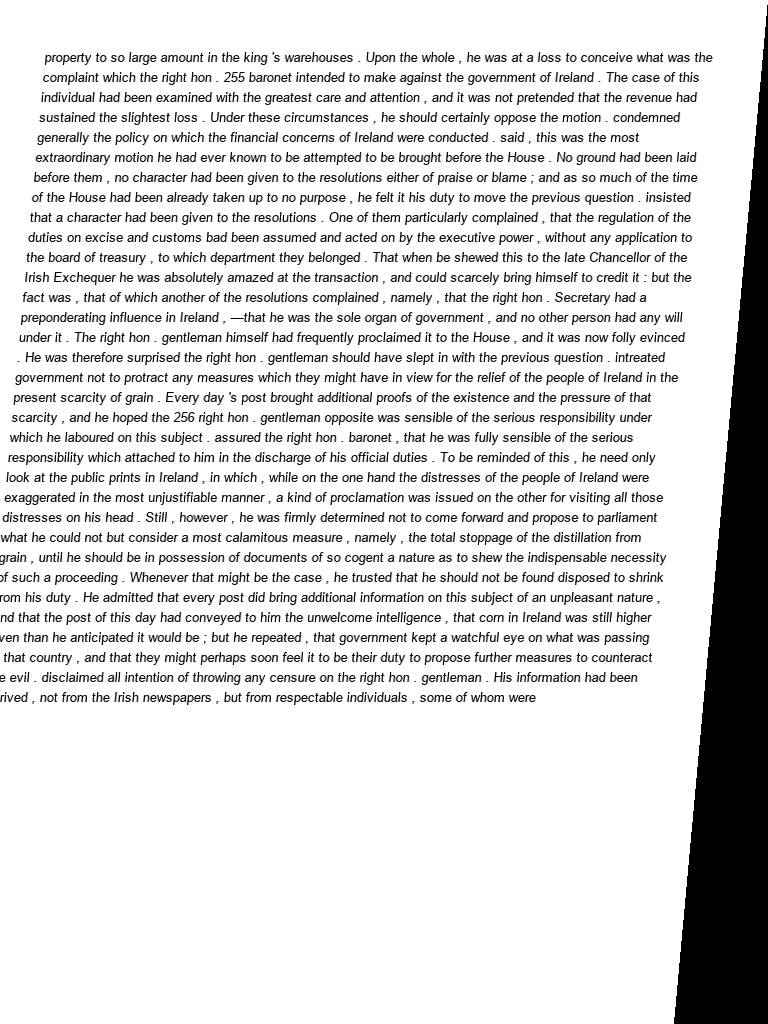 property to so large amount in the king 's warehouses . Upon the whole , he was at a loss to conceive what was the
complaint which the right hon . 255 baronet intended to make against the government of Ireland . The case of this
individual had been examined with the greatest care and attention , and it was not pretended that the revenue had
sustained the slightest loss . Under these circumstances , he should certainly oppose the motion . condemned
generally the policy on which the financial concerns of Ireland were conducted . said , this was the most
extraordinary motion he had ever known to be attempted to be brought before the House . No ground had been laid
before them , no character had been given to the resolutions either of praise or blame ; and as so much of the time
of the House had been already taken up to no purpose , he felt it his duty to move the previous question . insisted
that a character had been given to the resolutions . One of them particularly complained , that the regulation of the
duties on excise and customs bad been assumed and acted on by the executive power , without any application to
the board of treasury , to which department they belonged . That when be shewed this to the late Chancellor of the
Irish Exchequer he was absolutely amazed at the transaction , and could scarcely bring himself to credit it : but the
fact was , that of which another of the resolutions complained , namely , that the right hon . Secretary had a
preponderating influence in Ireland , —that he was the sole organ of government , and no other person had any will
under it . The right hon . gentleman himself had frequently proclaimed it to the House , and it was now folly evinced
. He was therefore surprised the right hon . gentleman should have slept in with the previous question . intreated
government not to protract any measures which they might have in view for the relief of the people of Ireland in the
present scarcity of grain . Every day 's post brought additional proofs of the existence and the pressure of that
scarcity , and he hoped the 256 right hon . gentleman opposite was sensible of the serious responsibility under
which he laboured on this subject . assured the right hon . baronet , that he was fully sensible of the serious
responsibility which attached to him in the discharge of his official duties . To be reminded of this , he need only
look at the public prints in Ireland , in which , while on the one hand the distresses of the people of Ireland were
exaggerated in the most unjustifiable manner , a kind of proclamation was issued on the other for visiting all those
distresses on his head . Still , however , he was firmly determined not to come forward and propose to parliament
what he could not but consider a most calamitous measure , namely , the total stoppage of the distillation from
grain , until he should be in possession of documents of so cogent a nature as to shew the indispensable necessity
of such a proceeding . Whenever that might be the case , he trusted that he should not be found disposed to shrink
rom his duty . He admitted that every post did bring additional information on this subject of an unpleasant nature ,
nd that the post of this day had conveyed to him the unwelcome intelligence , that corn in Ireland was still higher
ven than he anticipated it would be ; but he repeated , that government kept a watchful eye on what was passing
that country , and that they might perhaps soon feel it to be their duty to propose further measures to counteract
e evil . disclaimed all intention of throwing any censure on the right hon . gentleman . His information had been
rived , not from the Irish newspapers , but from respectable individuals , some of whom were